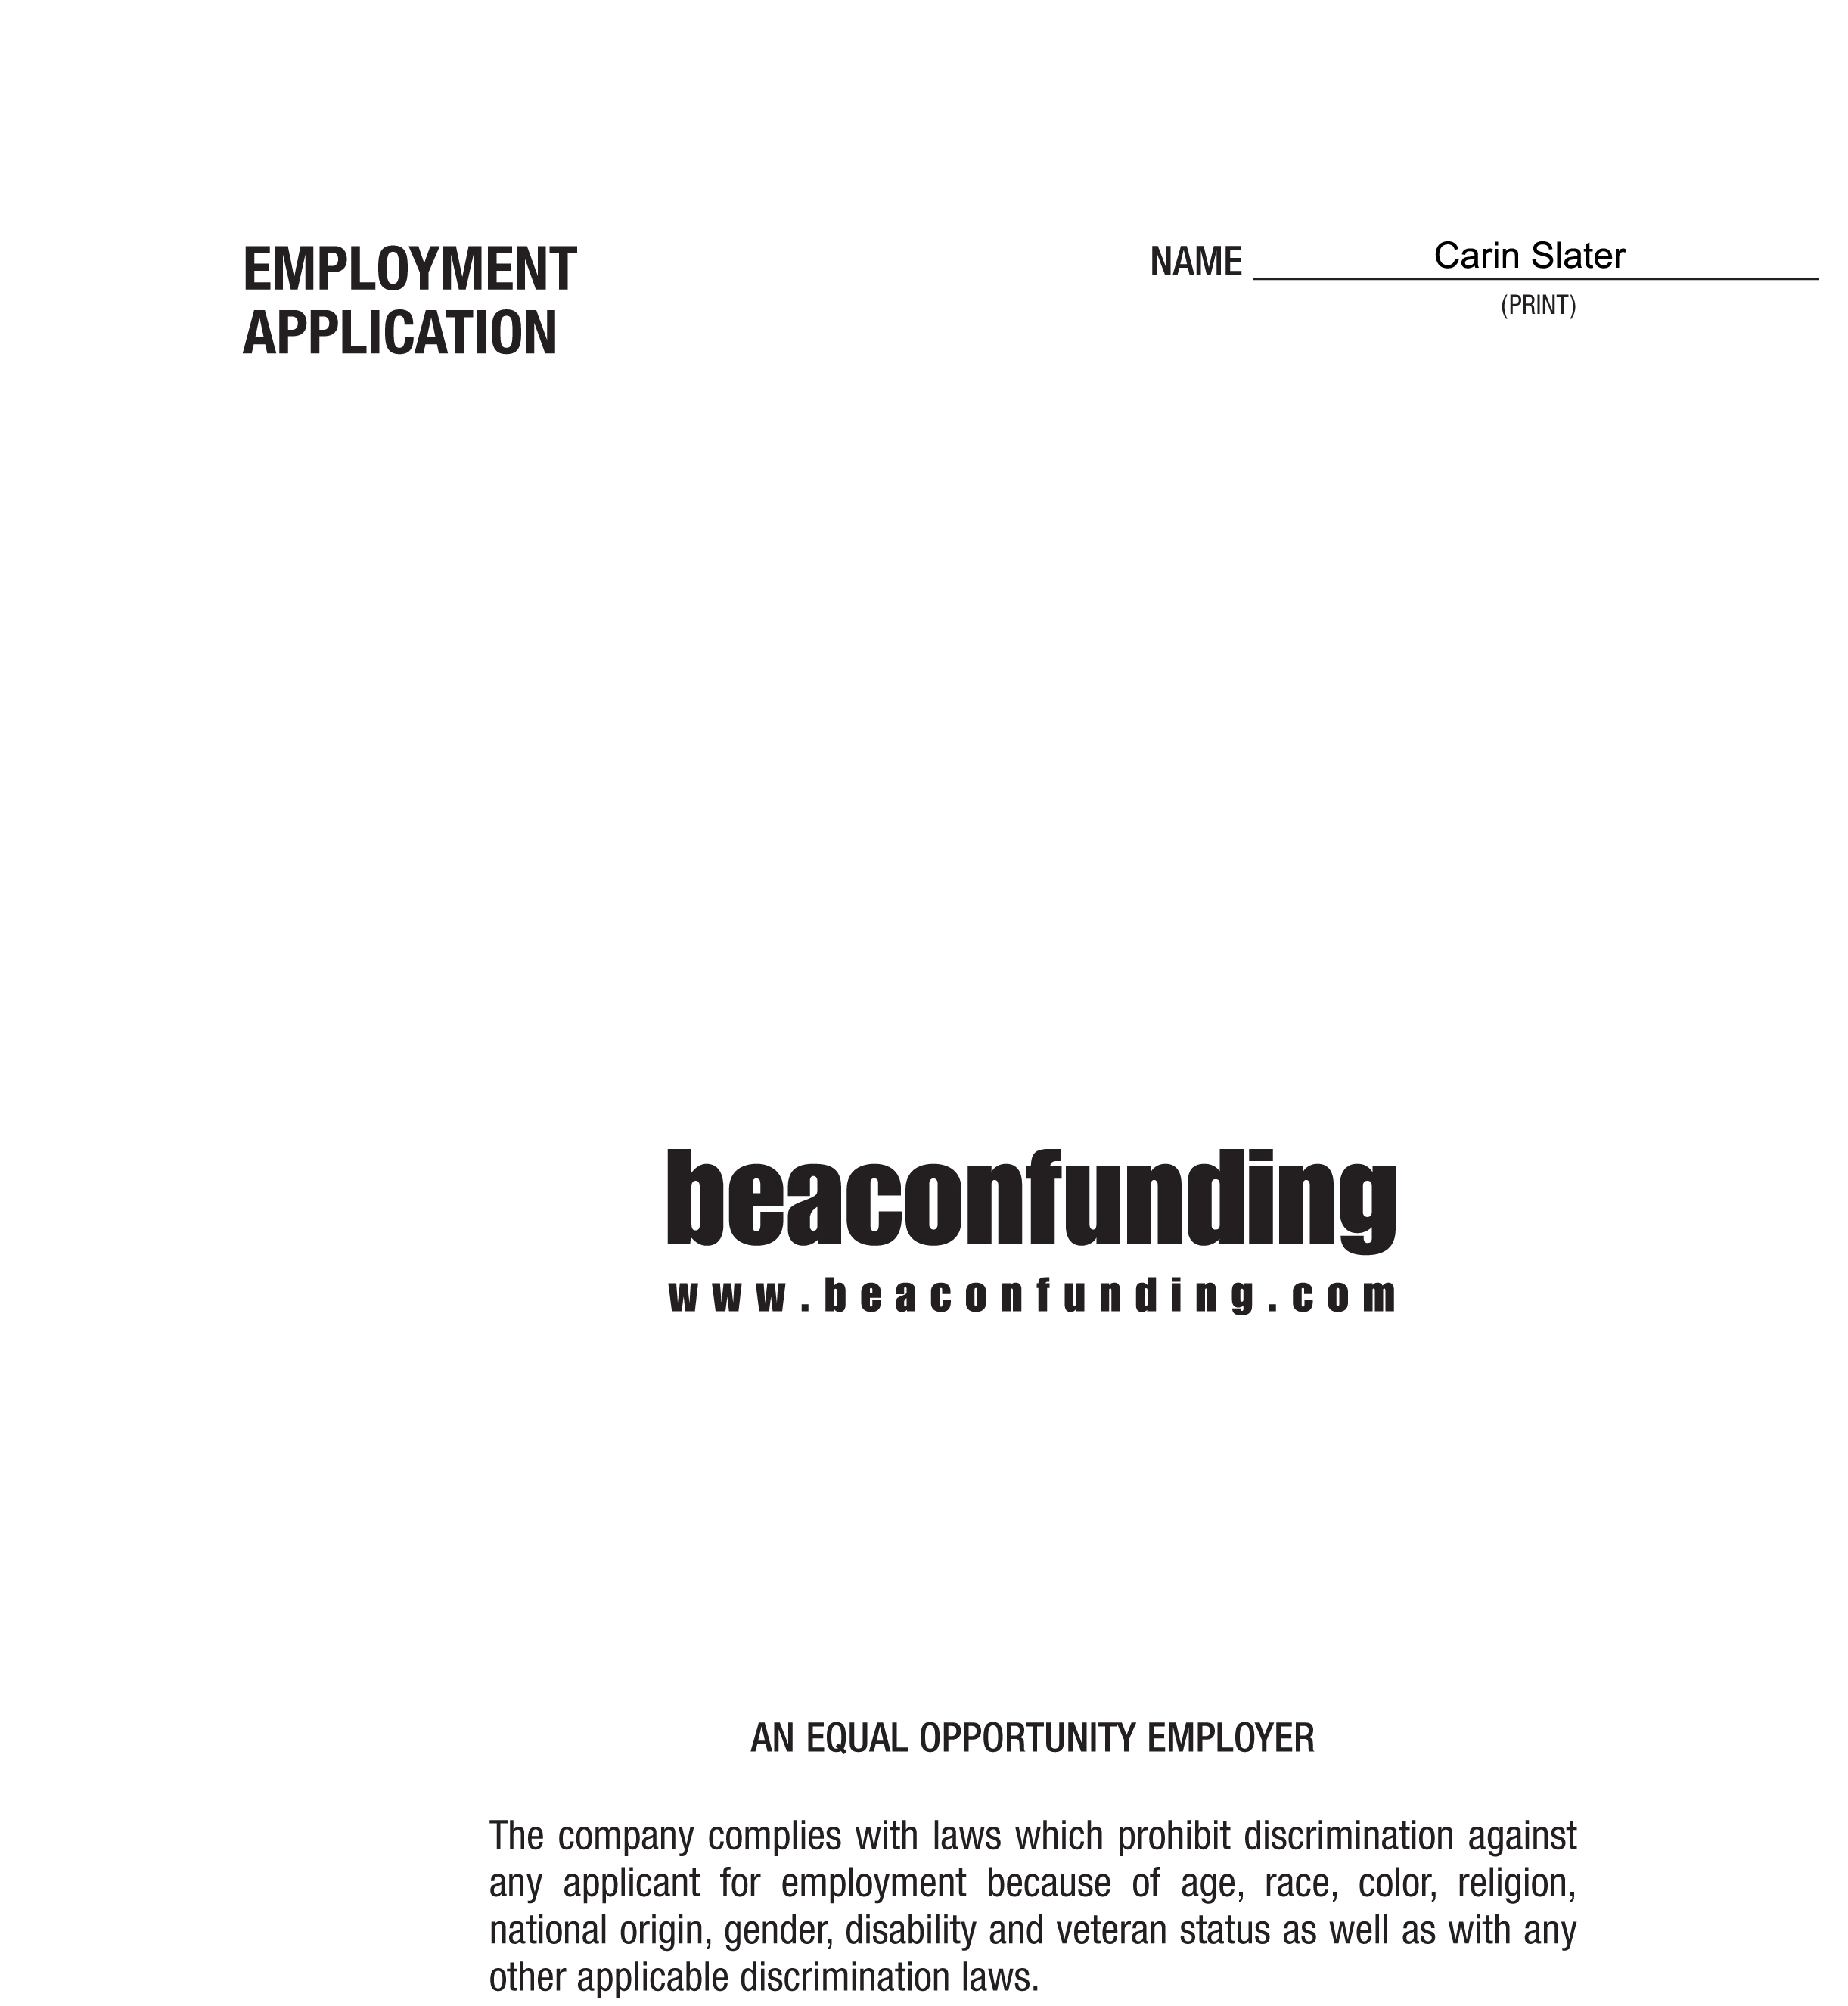 EMPLOYMENT
APPLICATION
NAME Carin Slater
(PRINT)
beaconfunding
www.beaconfunding.com
AN EQUAL OPPORTUNITY EMPLOYER
The company complies with laws which prohibit discrimination against
any applicant for employment because of age, race, color, religion,
national origin, gender, disability and veteran status as well as with any
other applicable discrimination laws.